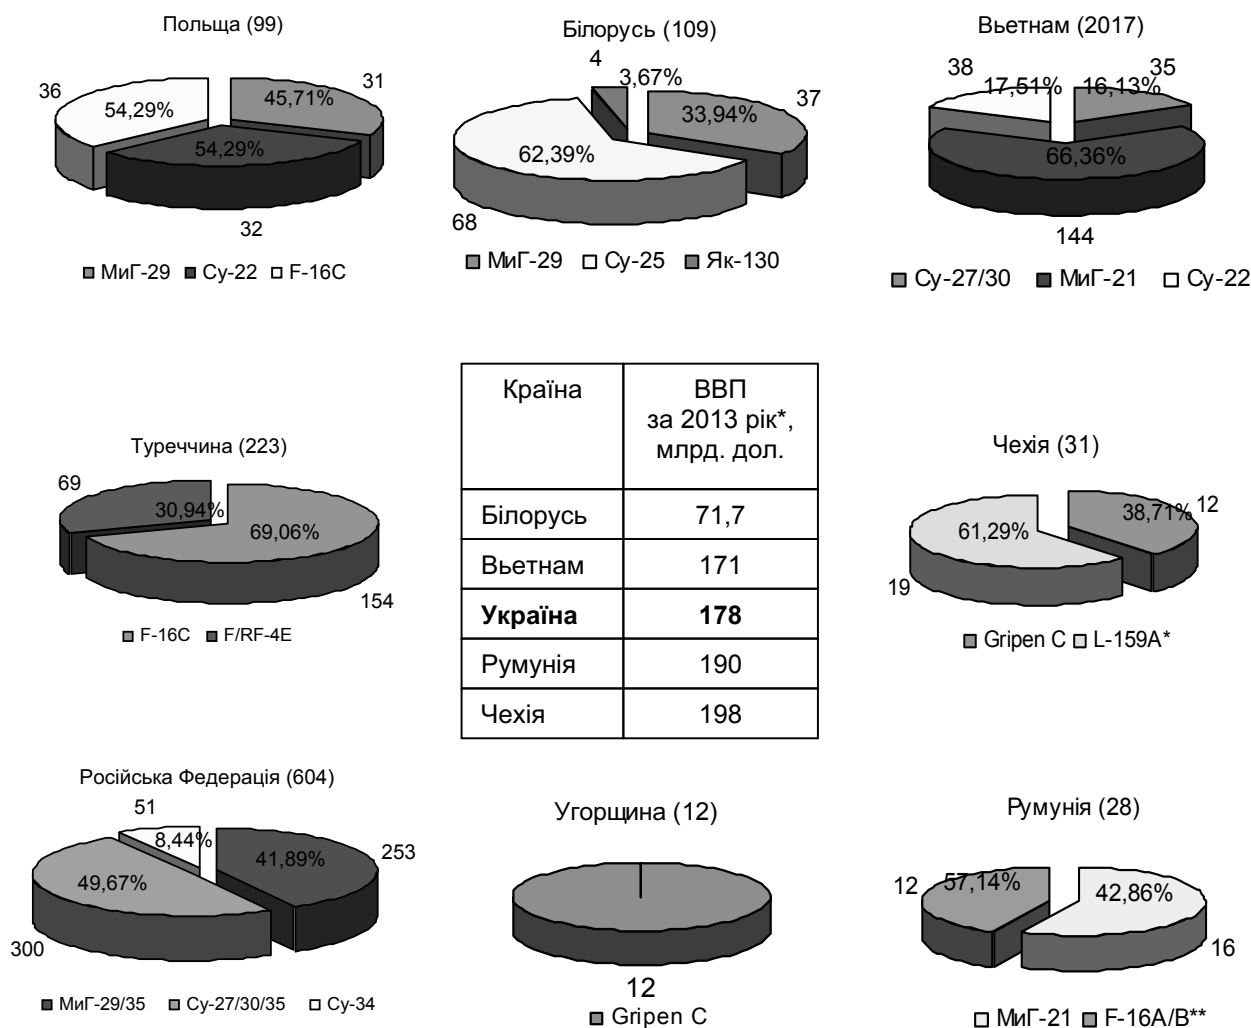 Польща (99)
36
54,29%
45,71%
31
54,29%
32
МиГ-29 Су-22 F-16C
Білорусь (109)
4
3,67%
37
33,94%
62,39%
68
МиГ-29 Су-25 Як-130
Вьетнам (2017)
38
17,51%
16,13%
35
66,36%
144
Су-27/30 МиГ-21 Су-22
Туреччина (223)
69
30,94%
69,06%
154
F-16C F/RF-4E
Країна
ВВП
за 2013 рік*,
млрд. дол.
Білорусь 71,7
Вьетнам 171
Україна 178
Румунія 190
Чехія 198
Чехія (31)
38,71%
12
61,29%
19
Gripen C L-159A*
Російська Федерація (604)
51
8,44%
41,89%
253
49,67%
300
МиГ-29/35 Су-27/30/35 Су-34
Угорщина (12)
12
Gripen C
Румунія (28)
12
57,14%
42,86%
16
МиГ-21 F-16A/B**